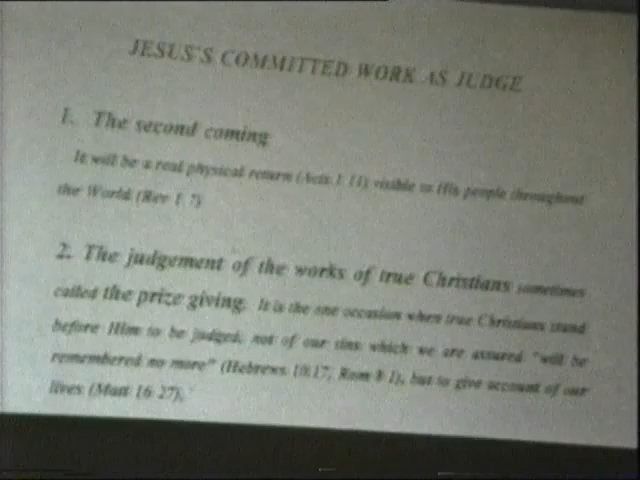 JESUS'S COMMITTED WORK AS JUDGE
1. The second coming
It will be a real physical return (Acts 1:11) visible to His people throughout
the World (Rev 1:7)
2. The judgement of the works of true Christians sometimes
called the prize giving. It is the one occasion when true Christians stand
before Him to be judged, not of our sins which we are assured "will be
remembered no more" (Hebrews 10:17, Rom 8:1), but to give account of our
lives (Matt 16:27).